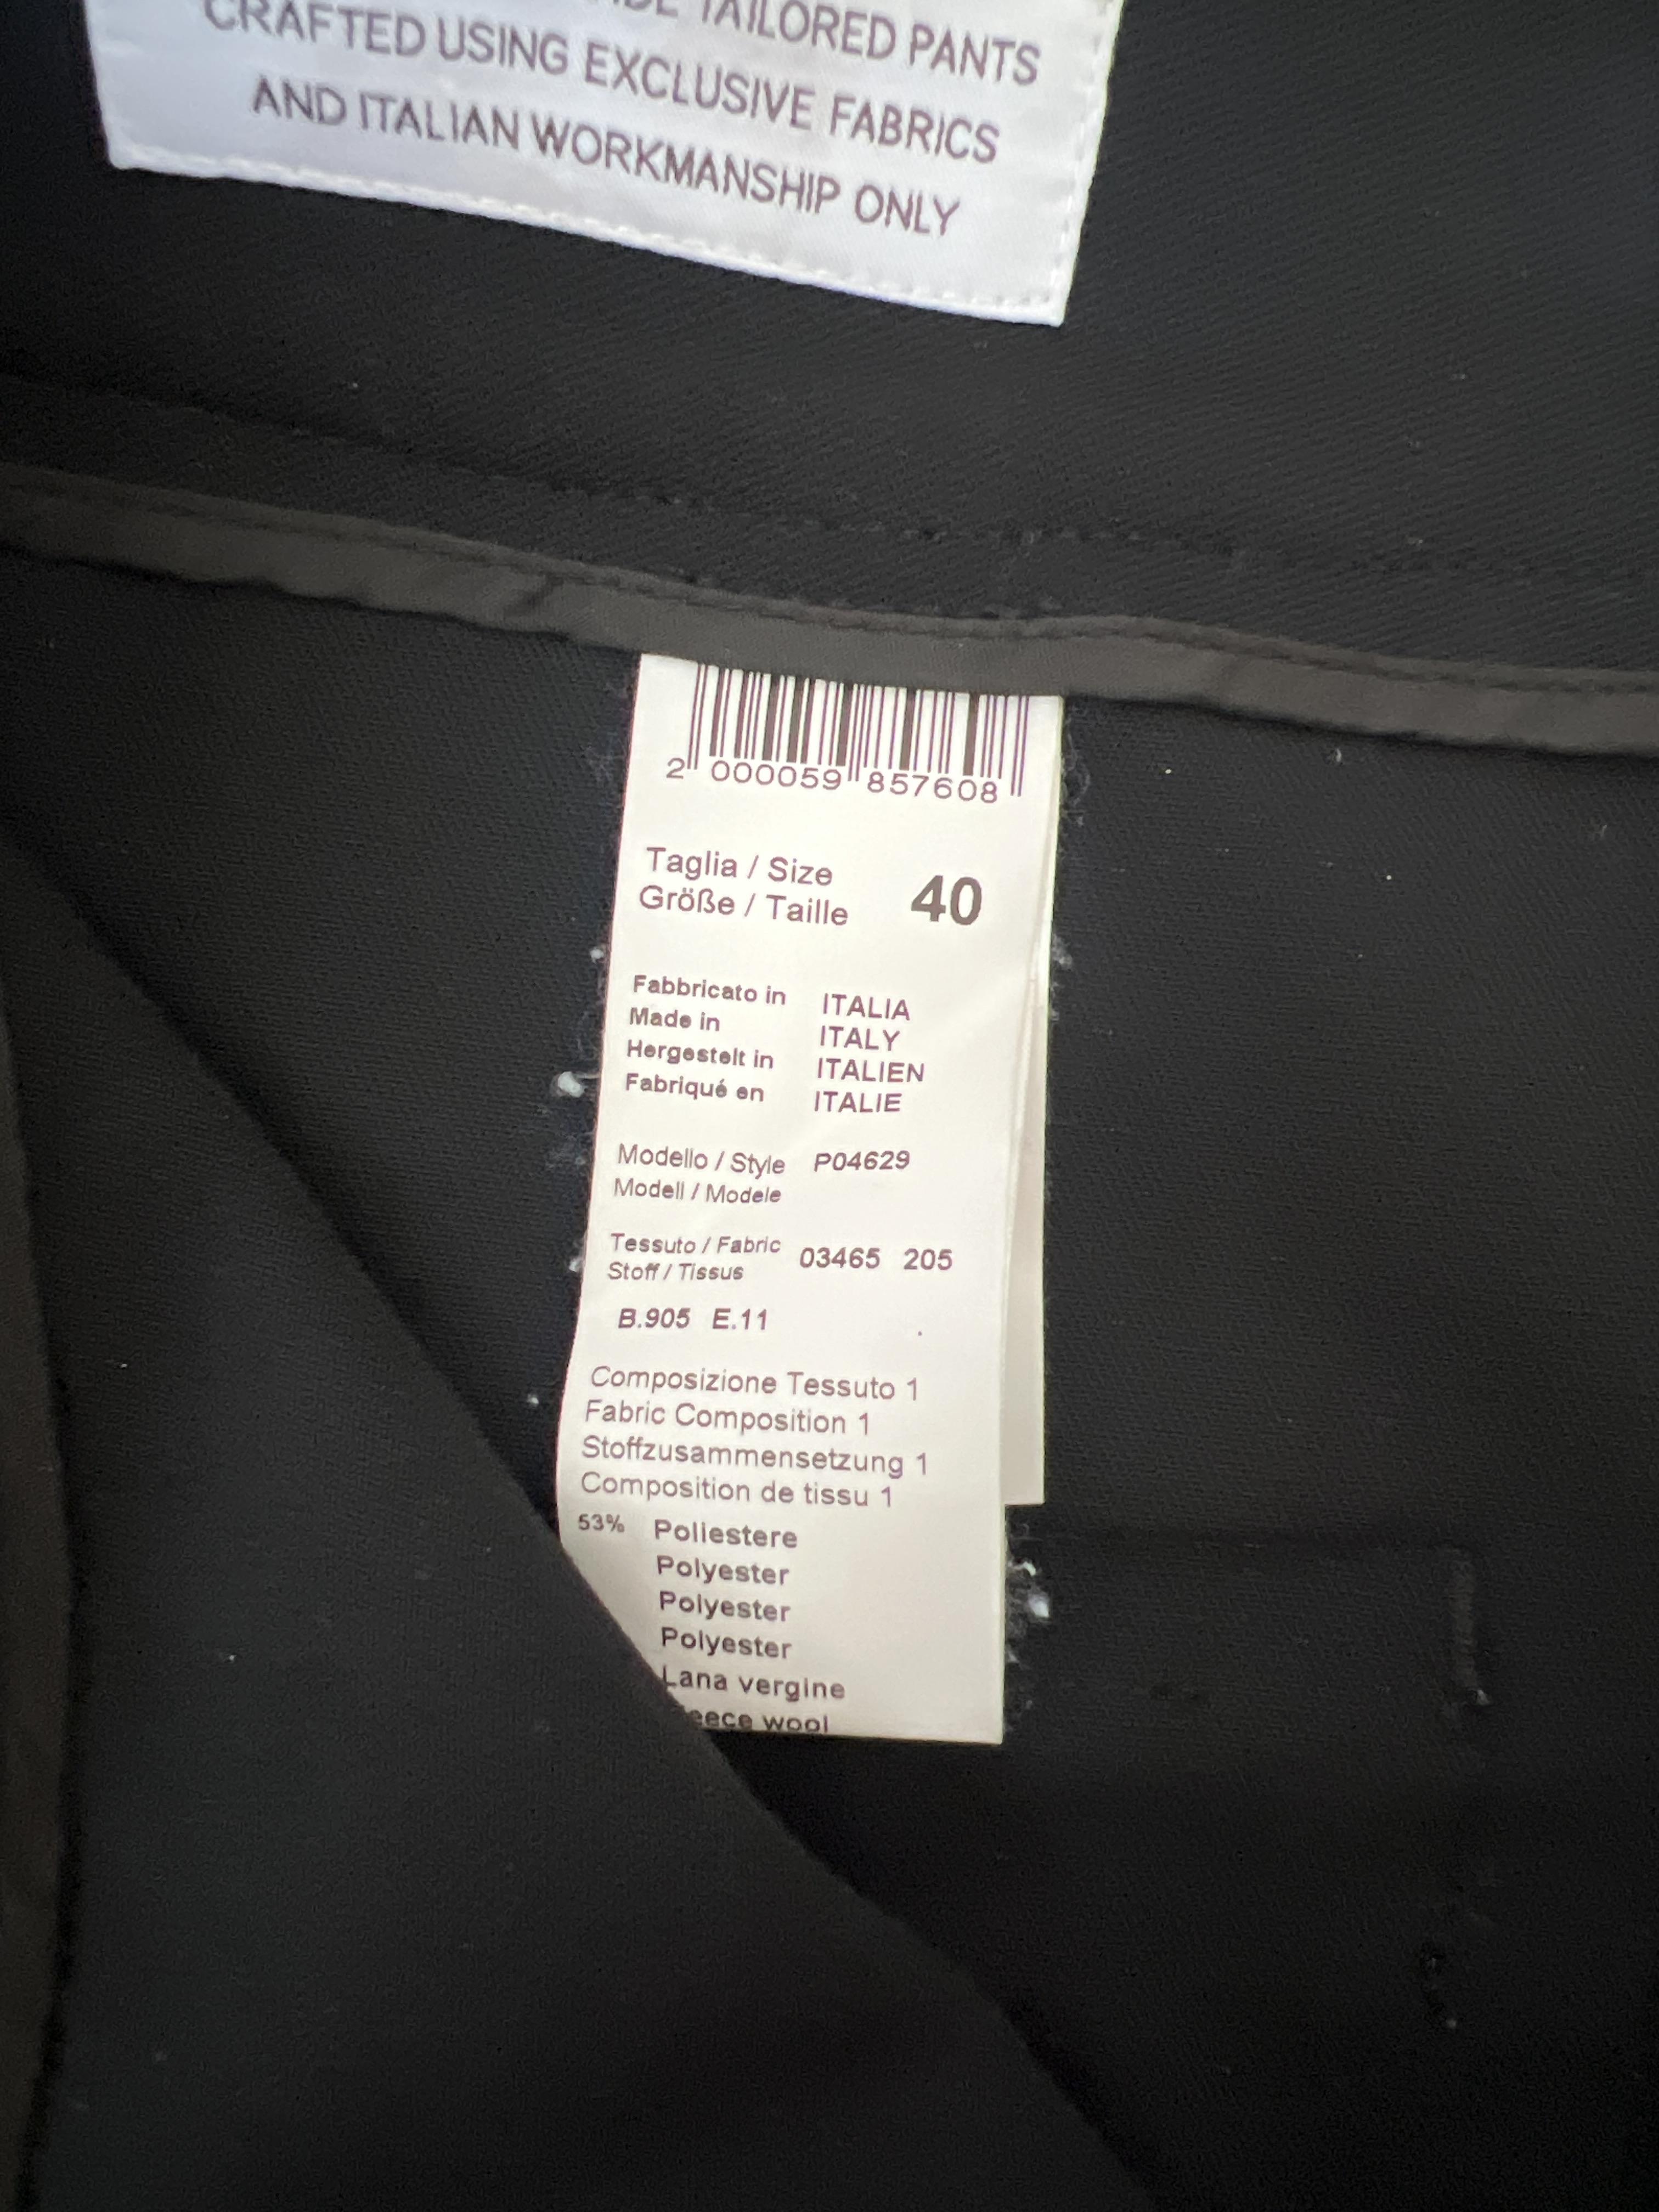 TAILORED PANTS
CRAFTED USING EXCLUSIVE FABRICS
AND ITALIAN WORKMANSHIP ONLY
2 000059 857608
Taglia / Size
Größe / Taille 40
Fabbricato in ITALIA
Made in ITALY
Hergestelt in ITALIEN
Fabriqué en ITALIE
Modello / Style P04629
Modell / Modele
Tessuto / Fabric 03465 205
Stoff / Tissus
B.905 E.11
Composizione Tessuto 1
Fabric Composition 1
Stoffzusammensetzung 1
Composition de tissu 1
53% Poliestere
Polyester
Polyester
Polyester
Lana vergine
wool